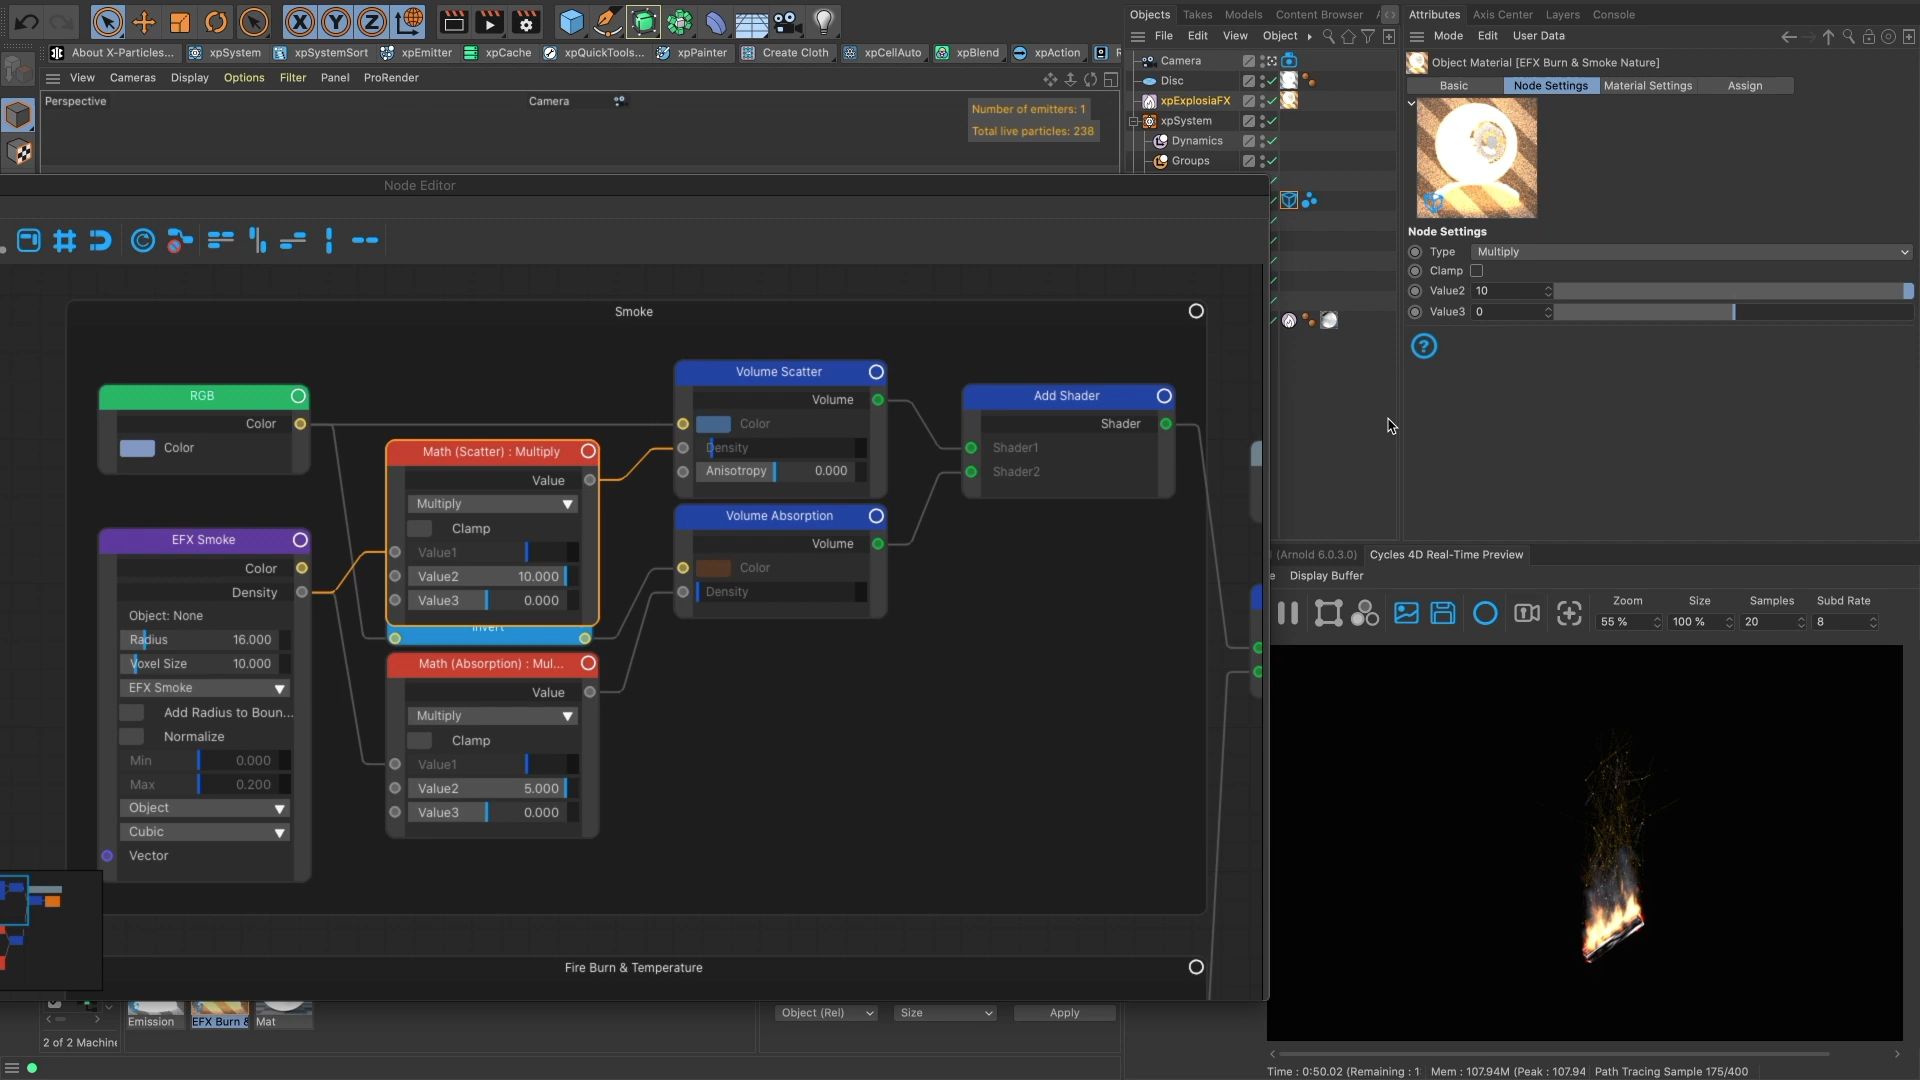 Objects Takes Models Content Browser
Attributes Axis Center Layers Console
File Edit View Object
Mode Edit User Data
About X-Particles... xpSystem xpSystemSort xpEmitter xpCache xpQuickTools... xpPainter Create Cloth xpCellAuto xpBlend xpAction
View Cameras Display Options Filter Panel ProRender
Perspective
Camera
Number of emitters: 1
Total live particles: 238
Camera
Disc
xpExplosiaFX
xpSystem
Dynamics
Groups
Object Material [EFX Burn & Smoke Nature]
Basic Node Settings Material Settings Assign
Node Settings
Type Multiply
Clamp
Value2 10
Value3 0
?
Node Editor
Smoke
RGB
Color
Color
EFX Smoke
Color
Density
Object: None
Radius 16.000
Voxel Size 10.000
EFX Smoke
Add Radius to Boun...
Normalize
Min 0.000
Max 0.200
Object
Cubic
Vector
Math (Scatter) : Multiply
Value
Multiply
Clamp
Value1
Value2 10.000
Value3 0.000
Invert
Math (Absorption) : Mul...
Value
Multiply
Clamp
Value1
Value2 5.000
Value3 0.000
Volume Scatter
Volume
Color
Density
Anisotropy 0.000
Volume Absorption
Volume
Color
Density
Add Shader
Shader
Shader1
Shader2
Fire Burn & Temperature
(Arnold 6.0.3.0) Cycles 4D Real-Time Preview
Display Buffer
Zoom Size Samples Subd Rate
55 % 100 % 20 8
Emission EFX Burn & Mat
Object (Rel) Size Apply
2 of 2 Machine
Time : 0:50.02 (Remaining : 1 Mem : 107.94M (Peak : 107.94 Path Tracing Sample 175/400